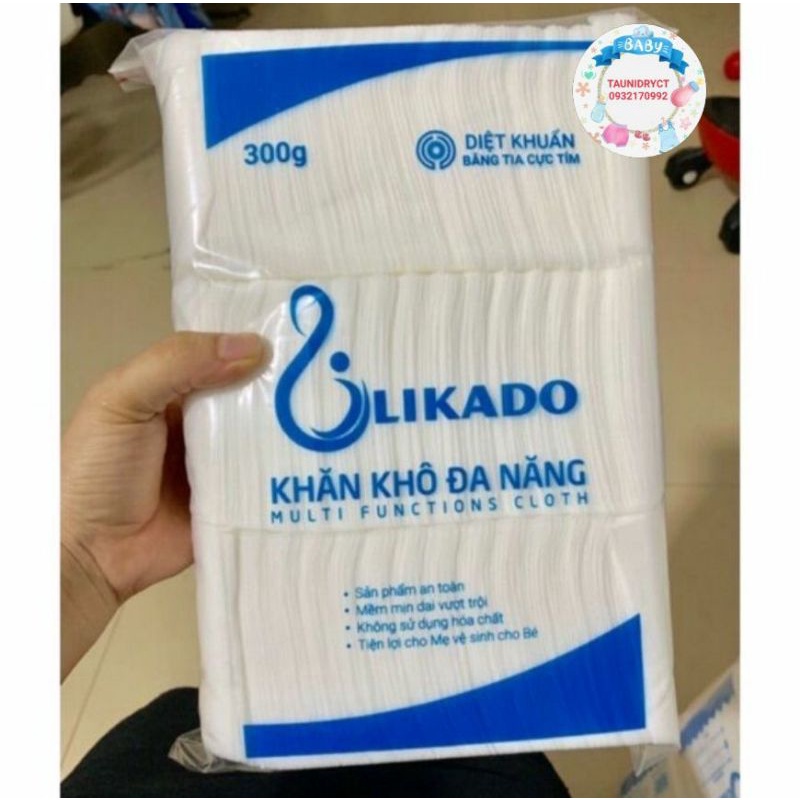 BABY
TAUNIDRYCT
0932170992
300g
DIỆT KHUẨN
BẰNG TIA CỰC TÍM
LIKADO
KHĂN KHÔ ĐA NĂNG
MULTI FUNCTIONS CLOTH
• Sản phẩm an toàn
• Mềm mịn dai vượt trội
• Không sử dụng hóa chất
• Tiện lợi cho Mẹ vệ sinh cho Bé